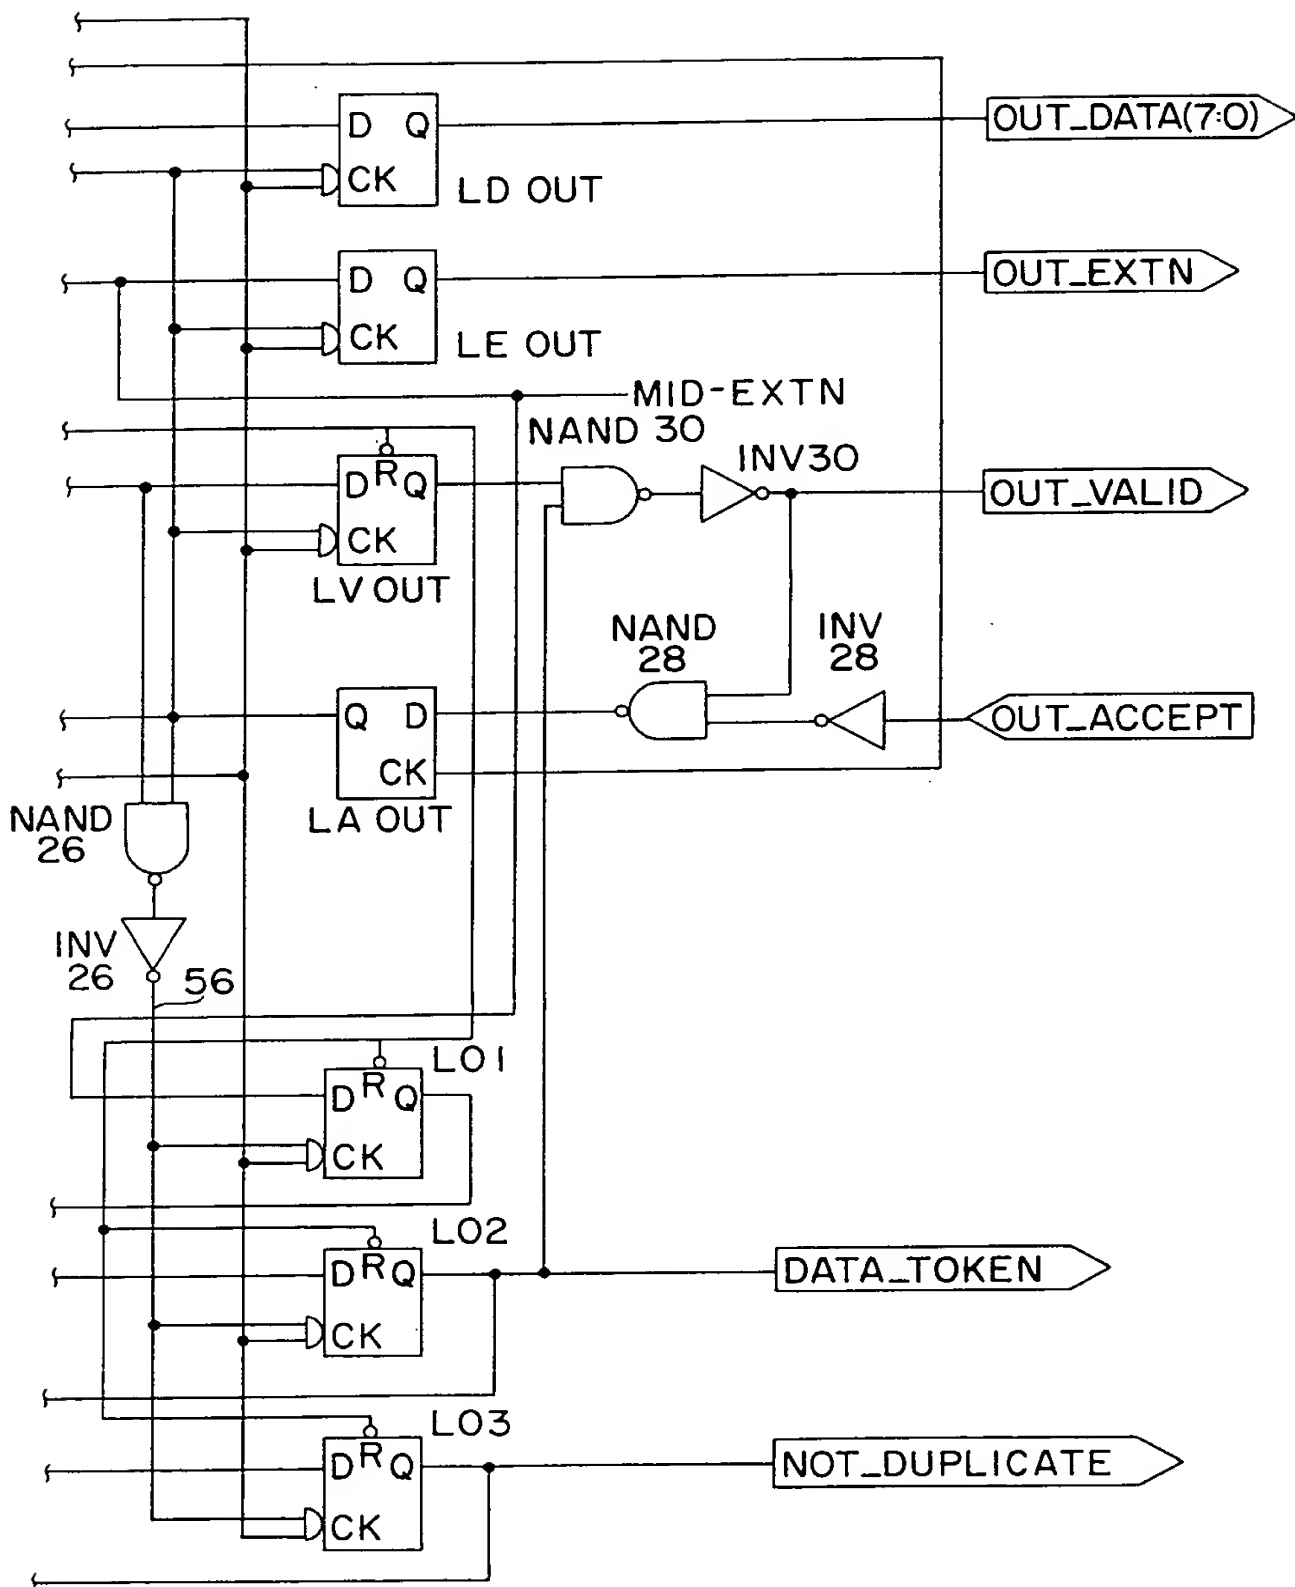 D Q
OUT_DATA(7:0)
CK
LD OUT
D Q
OUT_EXTN
CK
LE OUT
MID-EXTN
NAND 30
INV30
R
D Q
OUT_VALID
CK
LV OUT
NAND
28
INV
28
Q D
OUT_ACCEPT
CK
LA OUT
NAND
26
INV
26
56
LO1
R
D Q
CK
LO2
R
D Q
DATA_TOKEN
CK
LO3
R
D Q
NOT_DUPLICATE
CK